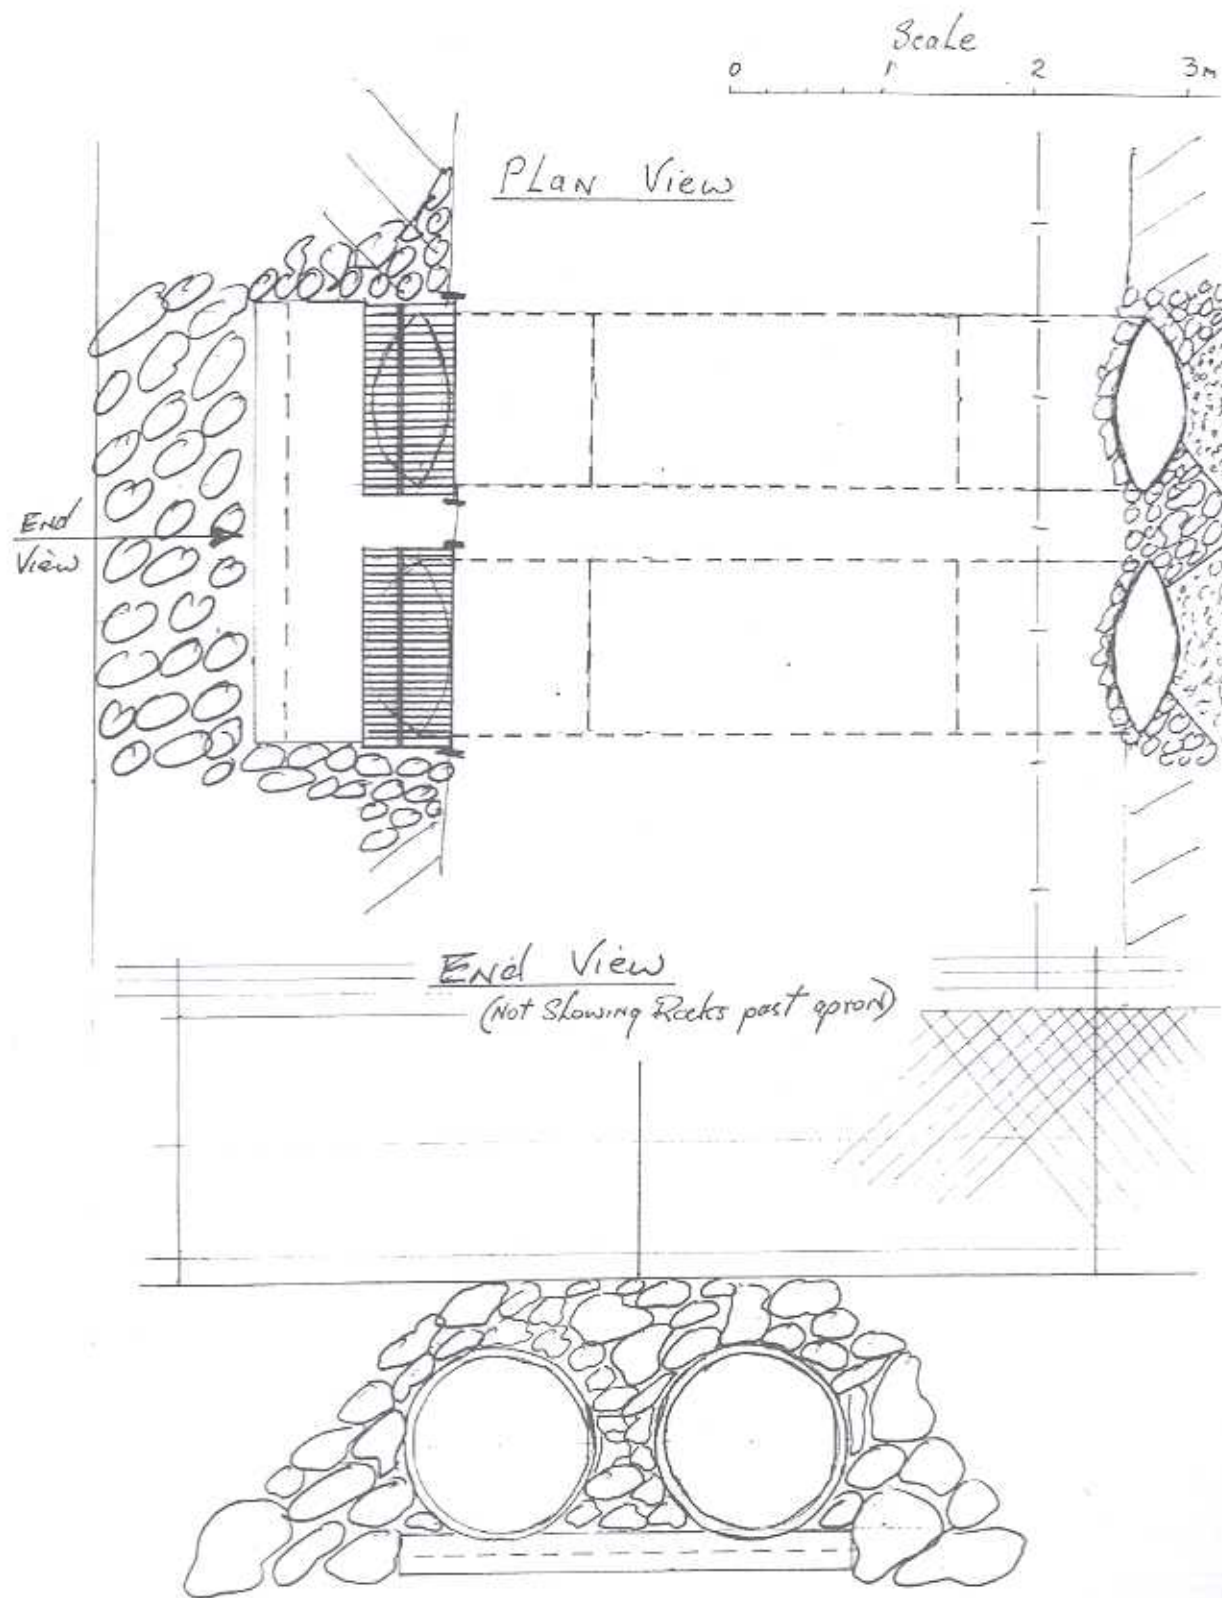 Scale
0 1 2 3m
Plan View
End
View
End View
(Not Showing Rocks past apron)